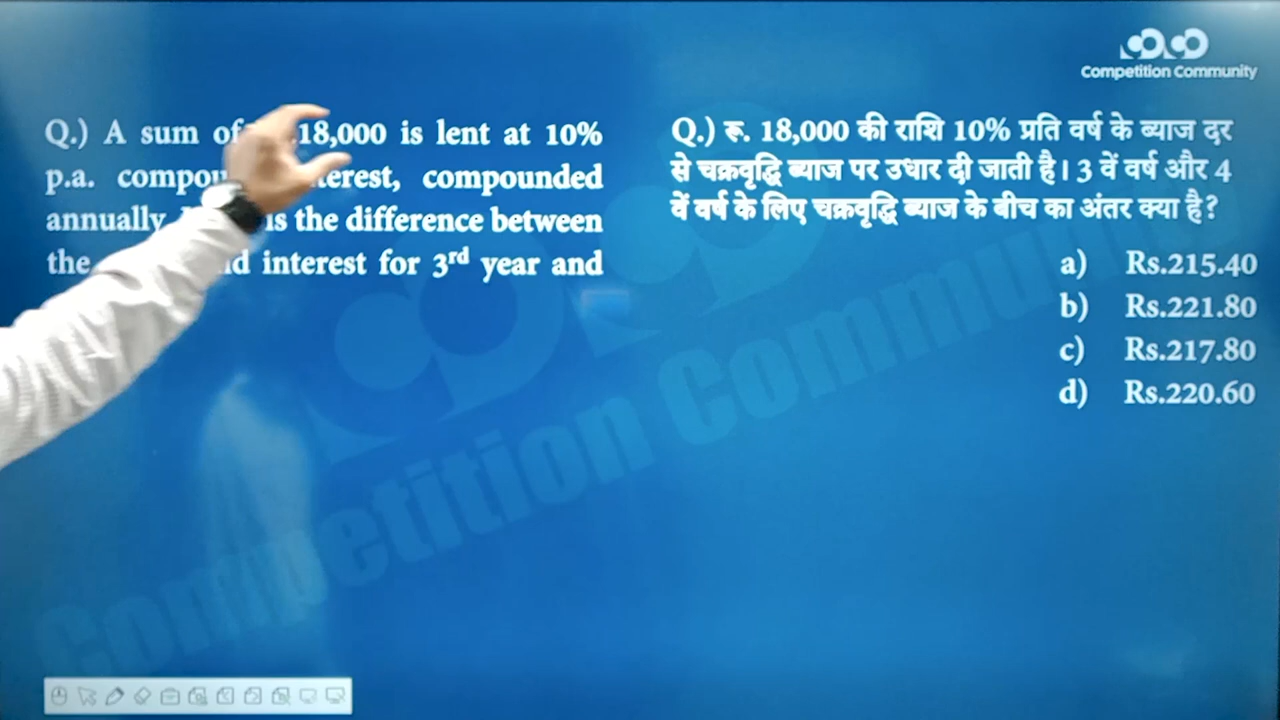 Competition Community
Q.) A sum of 18,000 is lent at 10%
p.a. compou terest, compounded
annually is the difference between
the d interest for 3rd year and
Q.) रू. 18,000 की राशि 10% प्रति वर्ष के ब्याज दर
से चक्रवृद्धि ब्याज पर उधार दी जाती है। 3 वें वर्ष और 4
वें वर्ष के लिए चक्रवृद्धि ब्याज के बीच का अंतर क्या है?
a) Rs.215.40
b) Rs.221.80
c) Rs.217.80
d) Rs.220.60
Competition Community